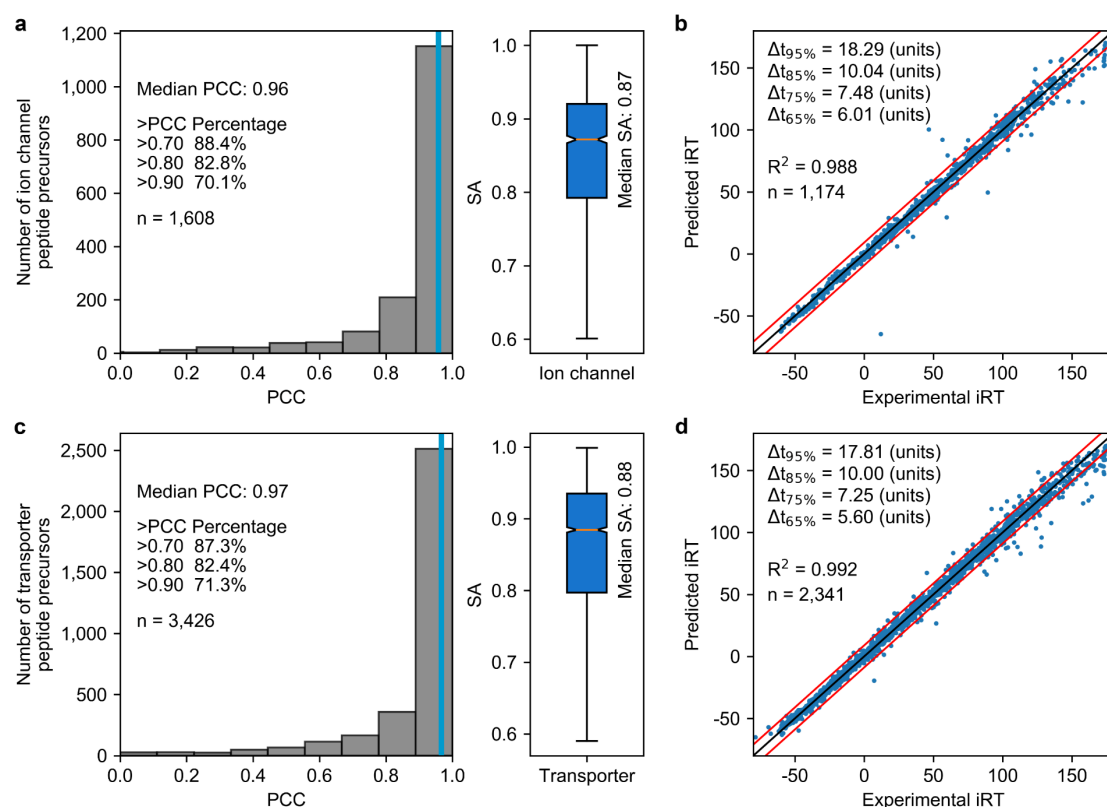 a
Number of ion channel
peptide precursors
1,200
1,000
800
600
400
200
0
Median PCC: 0.96
>PCC Percentage
>0.70 88.4%
>0.80 82.8%
>0.90 70.1%
n = 1,608
0.0 0.2 0.4 0.6 0.8 1.0
PCC
SA
1.0
0.9
0.8
0.7
0.6
Median SA: 0.87
Ion channel
b
Predicted iRT
150
100
50
0
-50
Δt95% = 18.29 (units)
Δt85% = 10.04 (units)
Δt75% = 7.48 (units)
Δt65% = 6.01 (units)
R2 = 0.988
n = 1,174
-50 0 50 100 150
Experimental iRT
c
Number of transporter
peptide precursors
2,500
2,000
1,500
1,000
500
0
Median PCC: 0.97
>PCC Percentage
>0.70 87.3%
>0.80 82.4%
>0.90 71.3%
n = 3,426
0.0 0.2 0.4 0.6 0.8 1.0
PCC
SA
1.0
0.9
0.8
0.7
0.6
Median SA: 0.88
Transporter
d
Predicted iRT
150
100
50
0
-50
Δt95% = 17.81 (units)
Δt85% = 10.00 (units)
Δt75% = 7.25 (units)
Δt65% = 5.60 (units)
R2 = 0.992
n = 2,341
-50 0 50 100 150
Experimental iRT